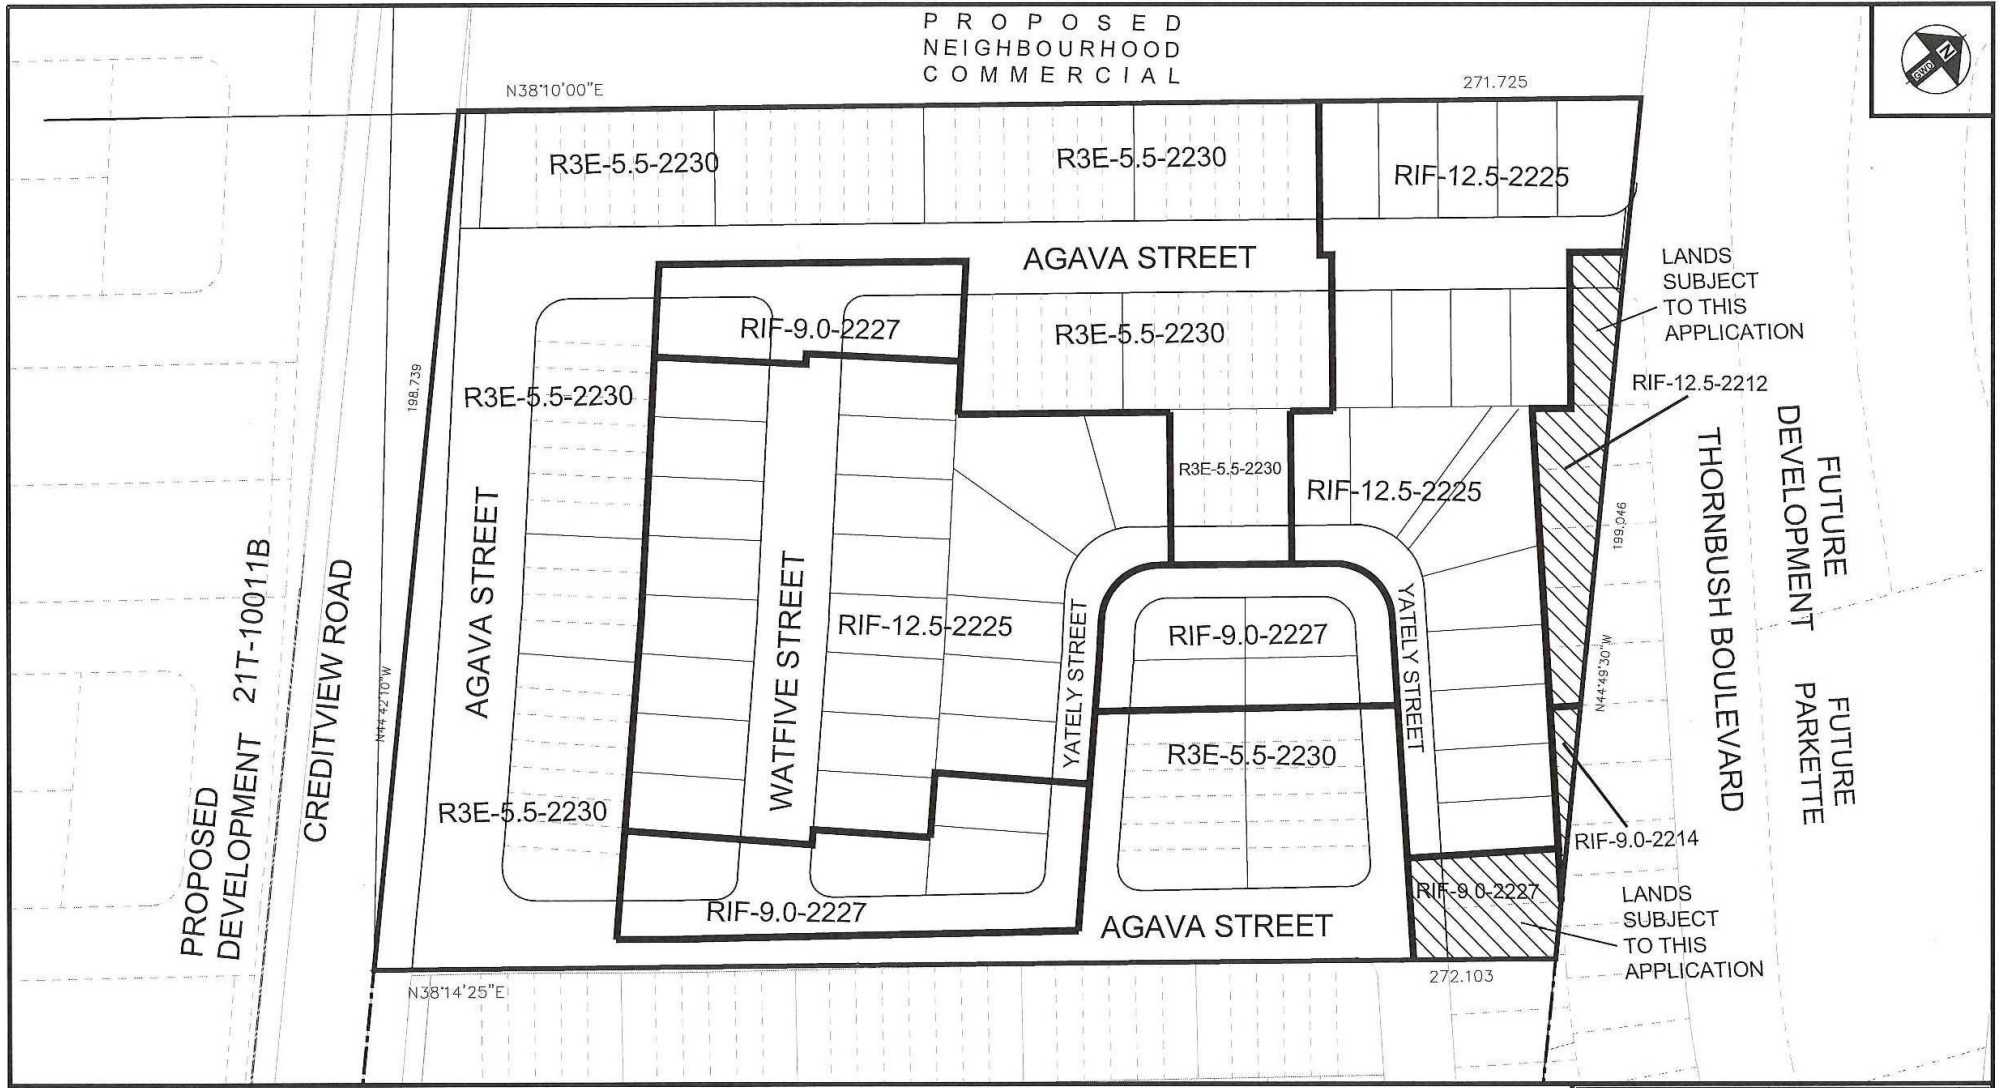 PROPOSED
NEIGHBOURHOOD
COMMERCIAL
N
GWD
N38°10'00"E
271.725
R3E-5.5-2230
R3E-5.5-2230
RIF-12.5-2225
AGAVA STREET
LANDS
SUBJECT
TO THIS
APPLICATION
RIF-9.0-2227
R3E-5.5-2230
RIF-12.5-2212
R3E-5.5-2230
198.739
R3E-5.5-2230
RIF-12.5-2225
FUTURE
DEVELOPMENT
THORNBUSH BOULEVARD
199.046
AGAVA STREET
WATFIVE STREET
RIF-12.5-2225
YATELY STREET
RIF-9.0-2227
YATELY STREET
N44°49'30"W
FUTURE
PARKETTE
N44°42'10"W
PROPOSED
DEVELOPMENT 21T-10011B
CREDITVIEW ROAD
R3E-5.5-2230
R3E-5.5-2230
RIF-9.0-2214
RIF-9.0-2227
RIF-9.0-2227
AGAVA STREET
LANDS
SUBJECT
TO THIS
APPLICATION
N38°14'25"E
272.103